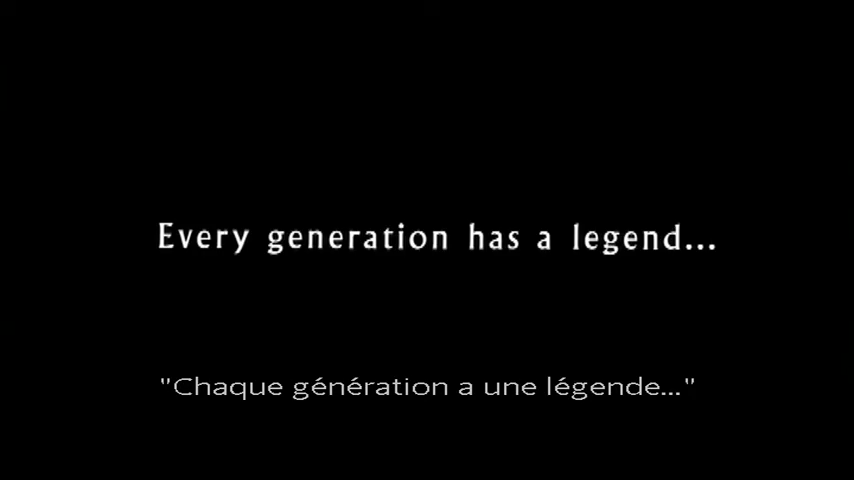 Every generation has a legend...
"Chaque génération a une légende..."